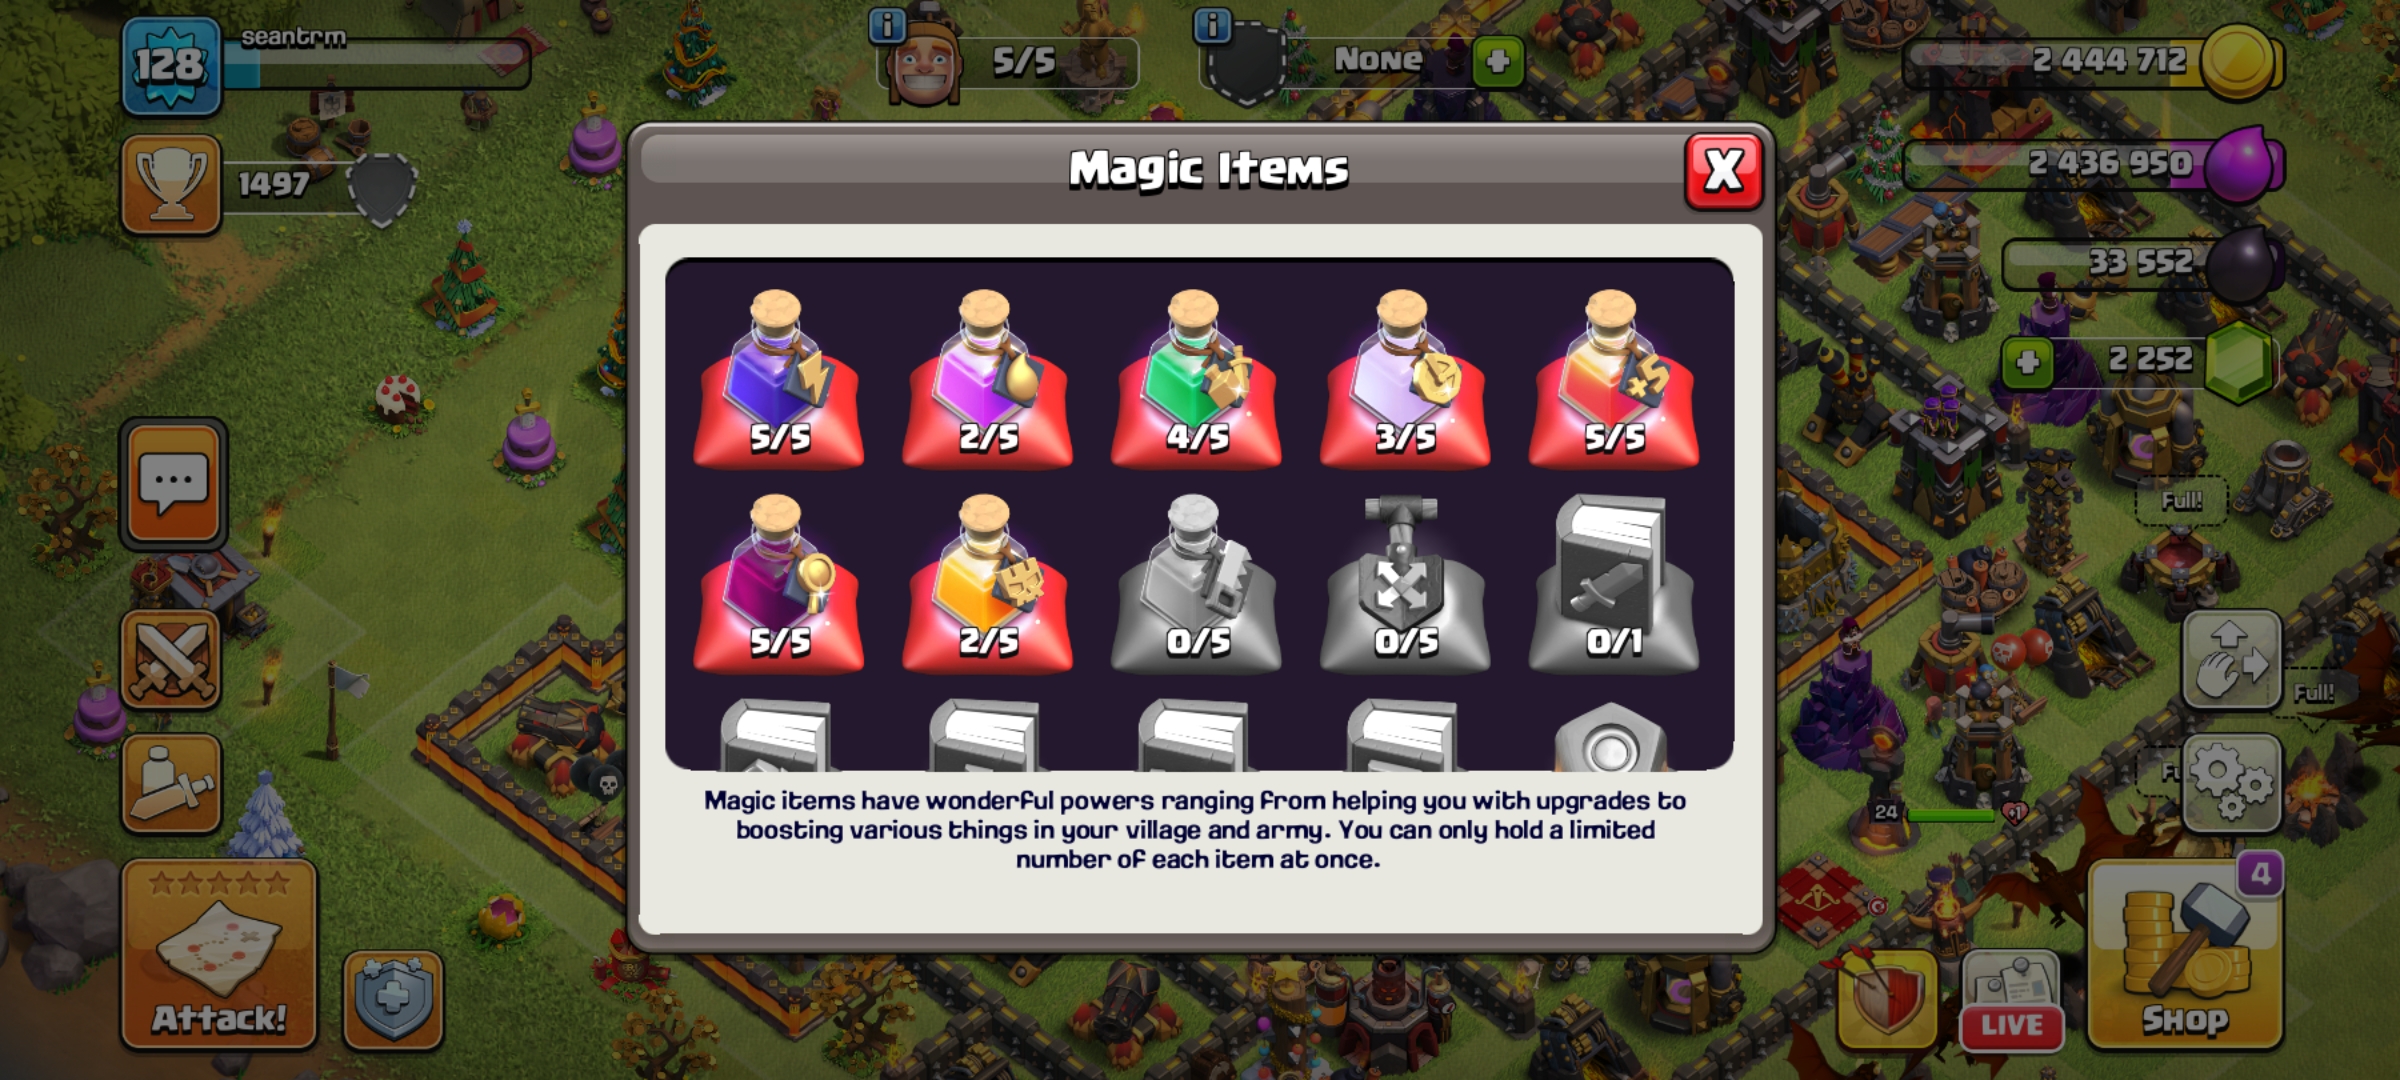 128
seantrm
5/5
None
2 444 712
1497
2 436 950
33 552
2 252
Magic Items
x5
5/5
2/5
4/5
3/5
5/5
5/5
2/5
0/5
0/5
0/1
Magic items have wonderful powers ranging from helping you with upgrades to
boosting various things in your village and army. You can only hold a limited
number of each item at once.
Full!
Full!
24
+1
4
Attack!
LIVE
Shop